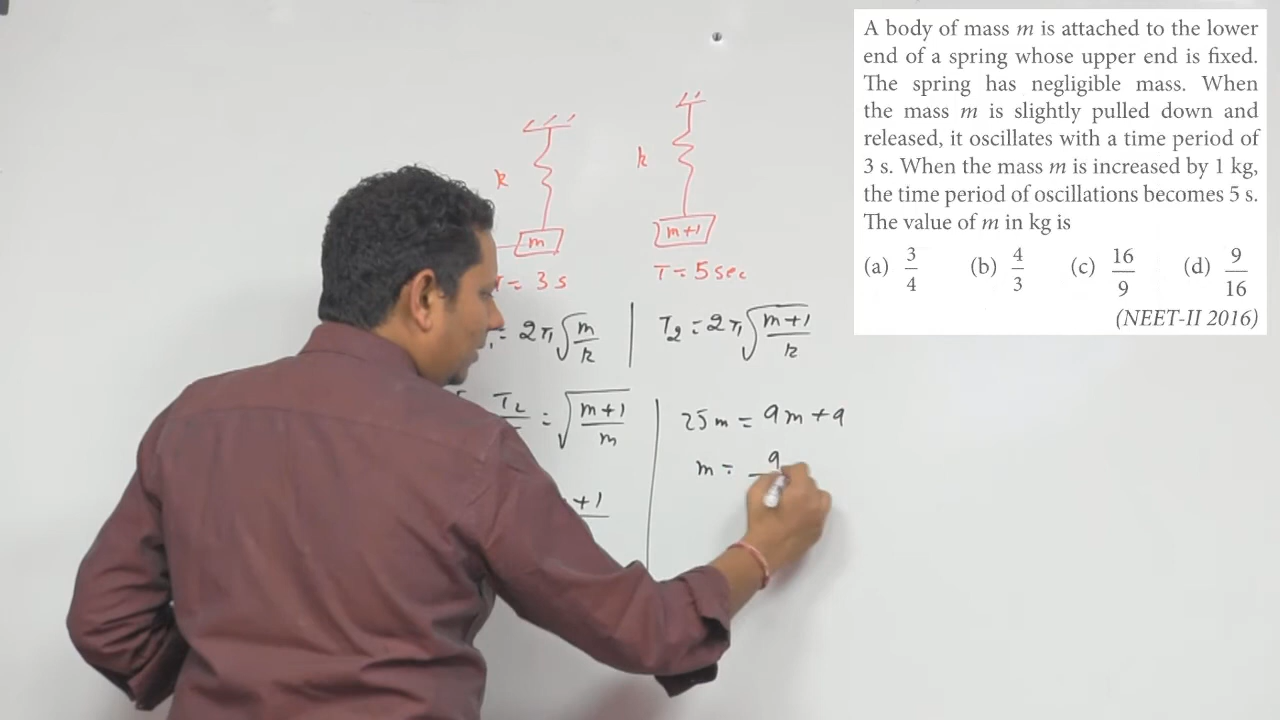 A body of mass m is attached to the lower
end of a spring whose upper end is fixed.
The spring has negligible mass. When
the mass m is slightly pulled down and
released, it oscillates with a time period of
3 s. When the mass m is increased by 1 kg,
the time period of oscillations becomes 5 s.
The value of m in kg is
(a) 3/4 (b) 4/3 (c) 16/9 (d) 9/16
(NEET-II 2016)
k
m
T = 3 s
k
m+1
T = 5 sec
= 2π√(m/k)
T₂ = 2π√((m+1)/k)
T₂ = √((m+1)/m)
+1
25m = 9m+9
m = 9